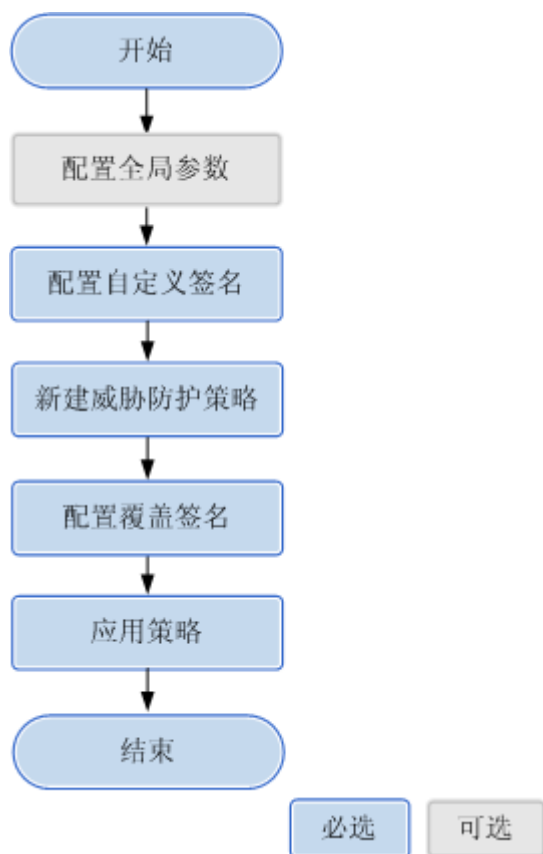 开始
配置全局参数
配置自定义签名
新建威胁防护策略
配置覆盖签名
应用策略
结束
必选
可选